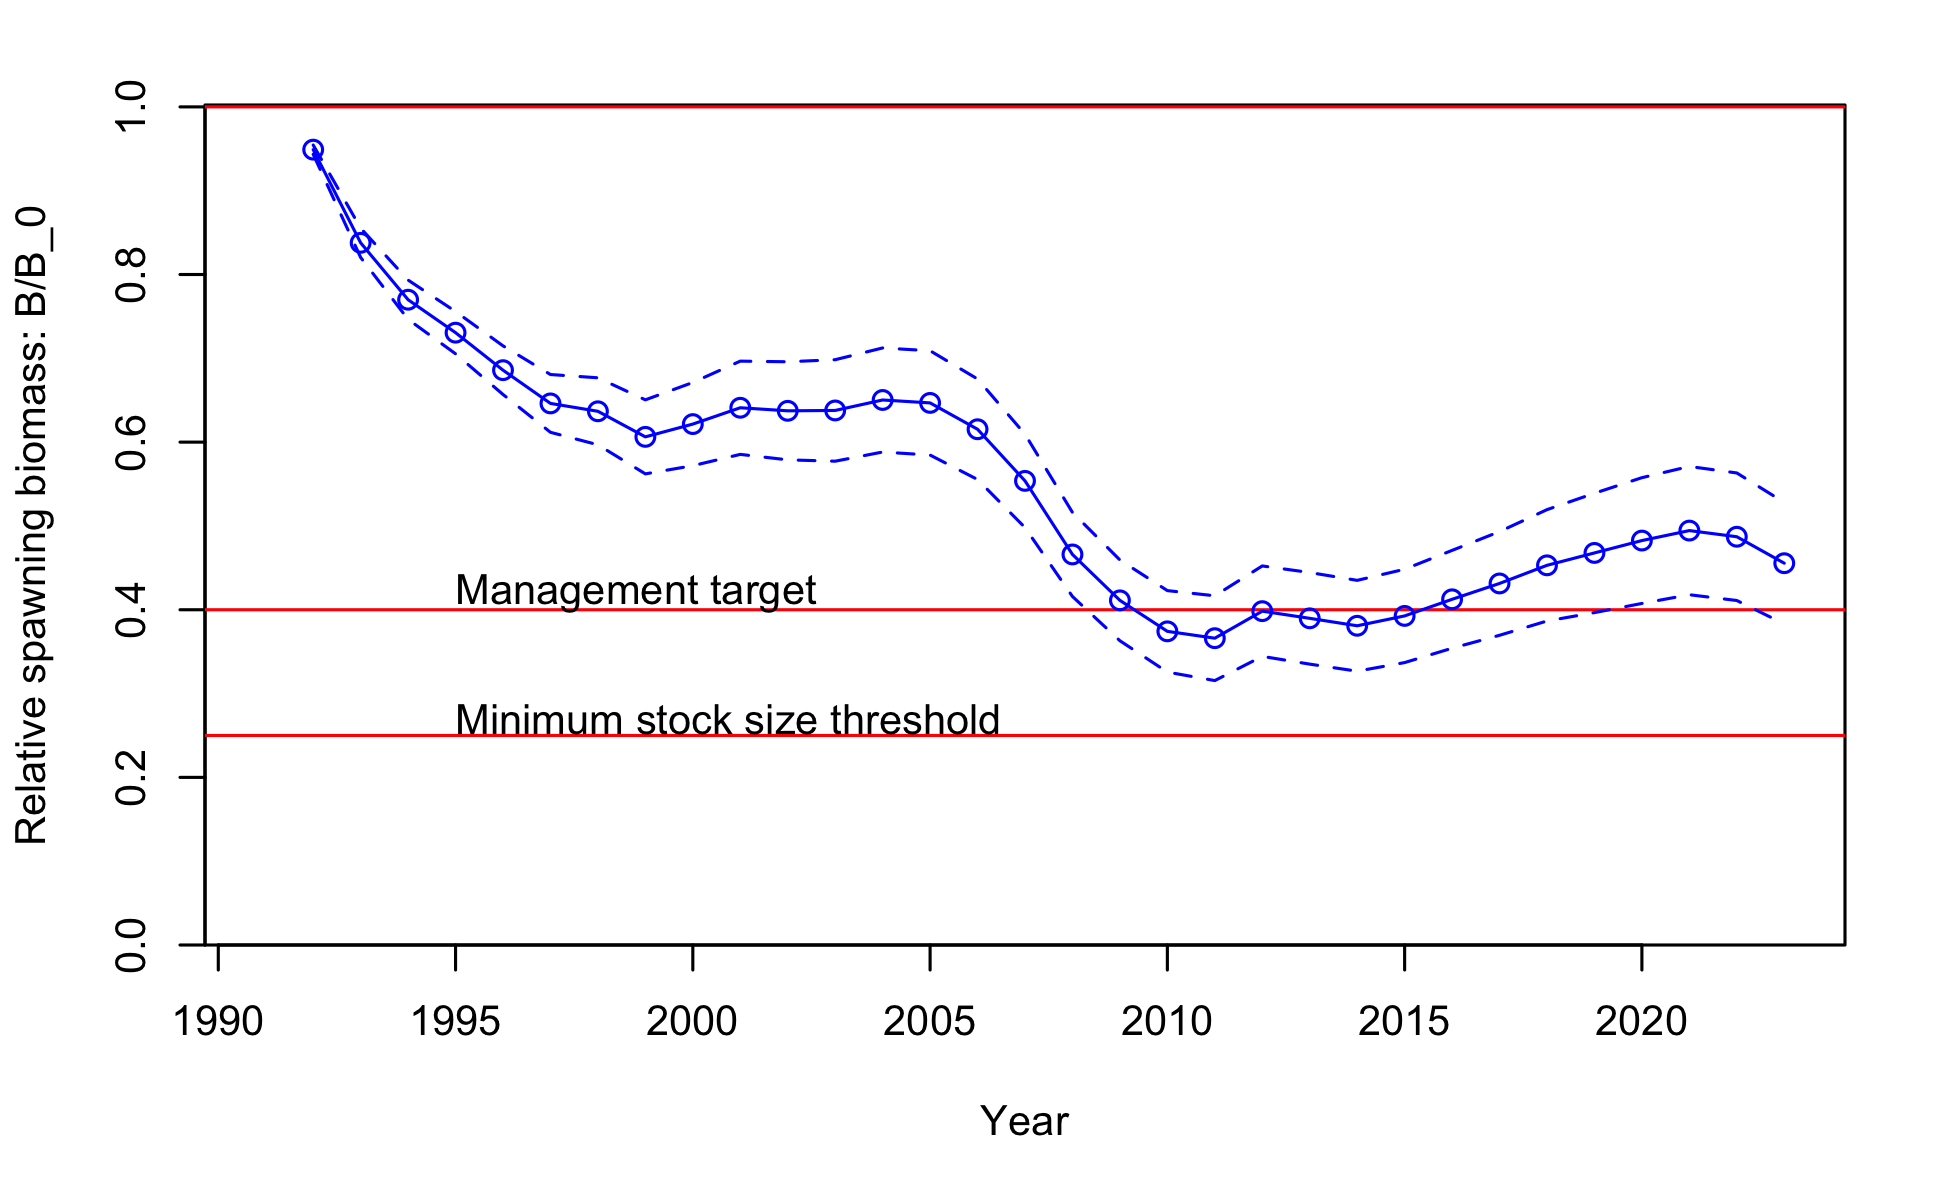 Relative spawning biomass: B/B_0
1.0
0.8
0.6
0.4
0.2
0.0
Management target
Minimum stock size threshold
1990 1995 2000 2005 2010 2015 2020
Year